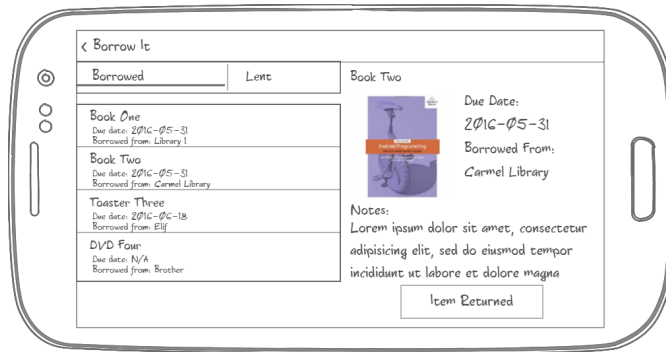 Borrow It
Borrowed
Lent
Book One
Due date: 2016-05-31
Borrowed from: Library 1
Book Two
Due date: 2016-05-31
Borrowed from: Carmel Library
Toaster Three
Due date: 2016-06-18
Borrowed from: Elif
DVD Four
Due date: N/A
Borrowed from: Brother
Book Two
Android Programming
Due Date:
2016-05-31
Borrowed From:
Carmel Library
Notes:
Lorem ipsum dolor sit amet, consectetur
adipisicing elit, sed do eiusmod tempor
incididunt ut labore et dolore magna
Item Returned